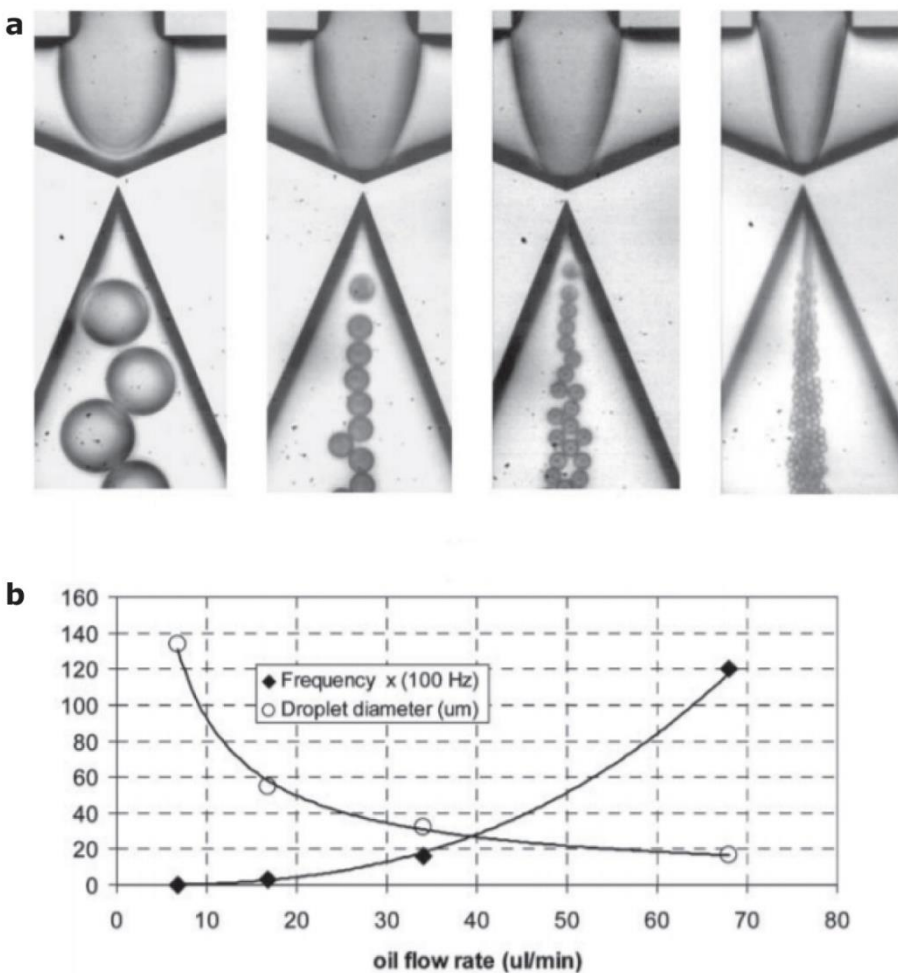 a
b
160
140
120
100
80
60
40
20
0
Frequency x (100 Hz)
Droplet diameter (um)
0 10 20 30 40 50 60 70 80
oil flow rate (ul/min)